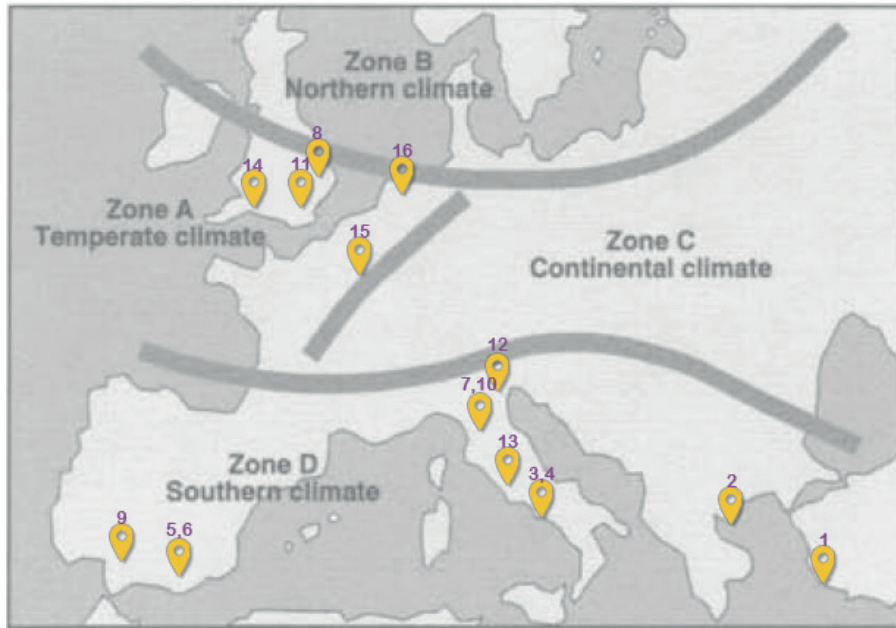 Zone B
Northern climate
8
16
14
11
Zone A
Temperate climate
15
Zone C
Continental climate
12
7,10
13
Zone D
Southern climate
3,4
2
9
5,6
1